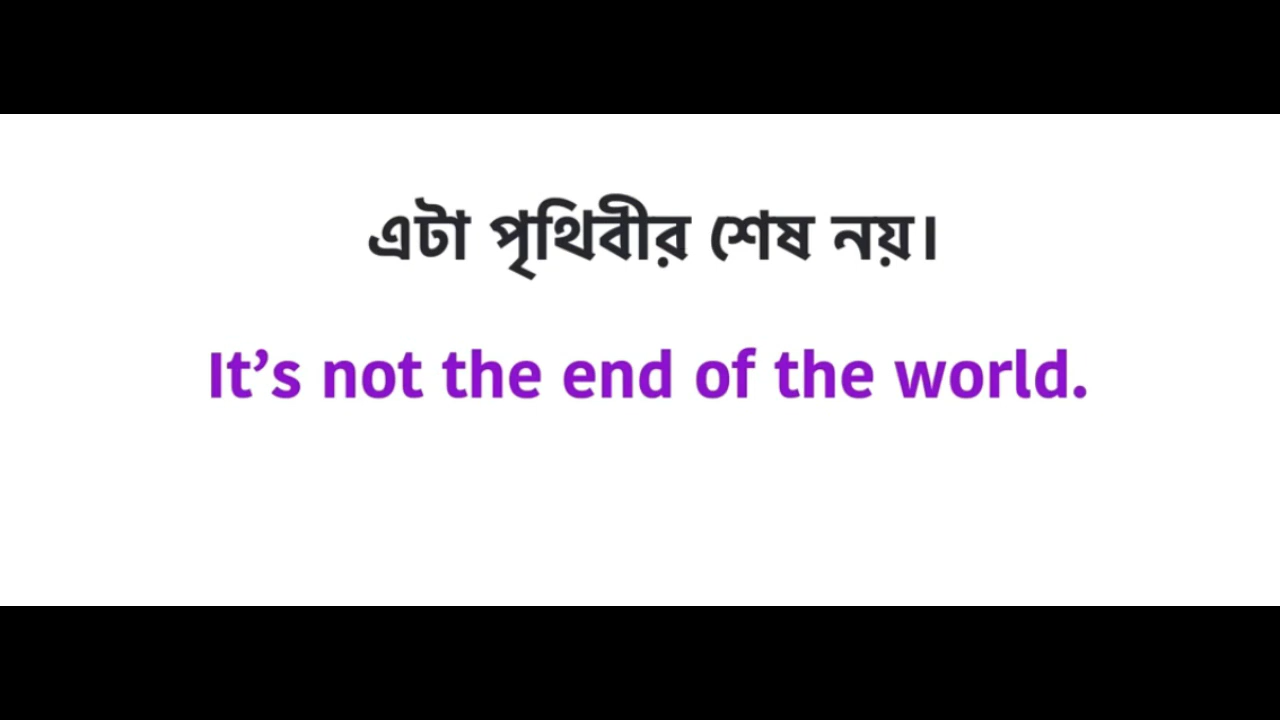 এটা পৃথিবীর শেষ নয়।
It’s not the end of the world.